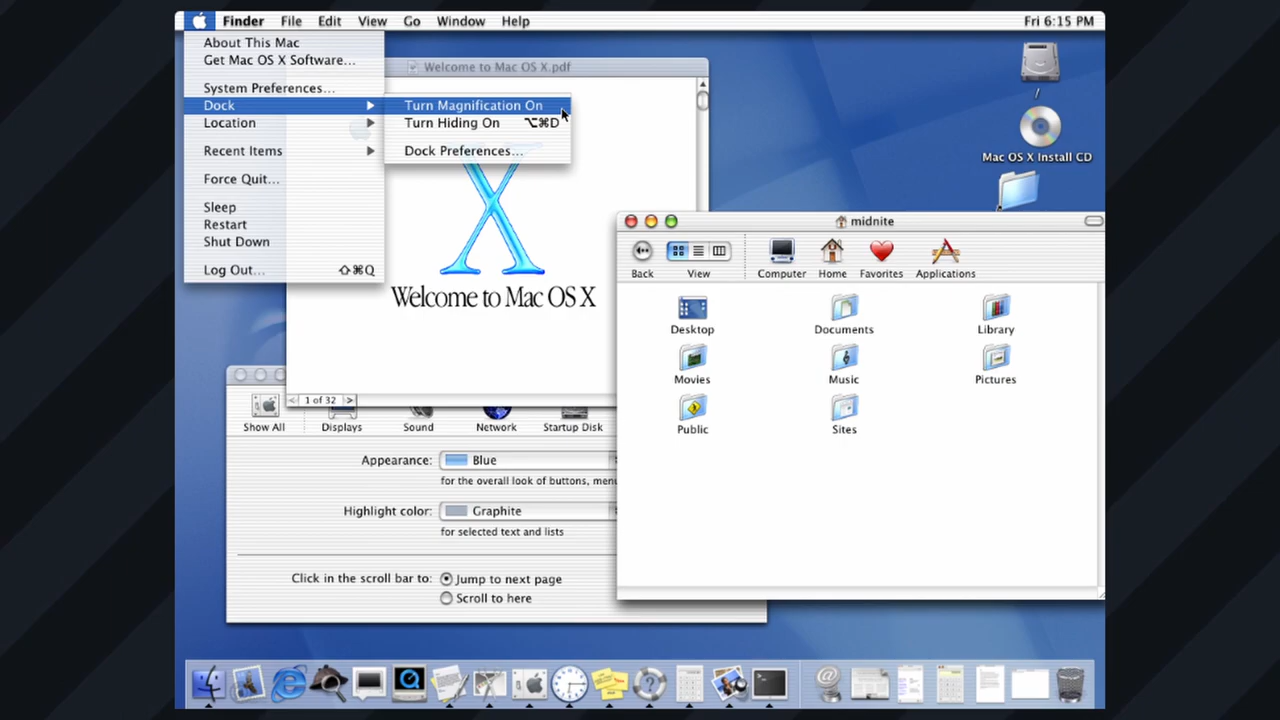 Finder File Edit View Go Window Help Fri 6:15 PM
About This Mac
Get Mac OS X Software...
System Preferences...
Dock
Location
Recent Items
Force Quit...
Sleep
Restart
Shut Down
Log Out... ⇧⌘Q
Turn Magnification On
Turn Hiding On ⌥⌘D
Dock Preferences...
Welcome to Mac OS X.pdf
X
Welcome to Mac OS X
1 of 32
/
Mac OS X Install CD
midnite
Back View Computer Home Favorites Applications
Desktop Documents Library
Movies Music Pictures
Public Sites
Show All Displays Sound Network Startup Disk
Appearance: Blue
for the overall look of buttons, menu
Highlight color: Graphite
for selected text and lists
Click in the scroll bar to: Jump to next page
Scroll to here